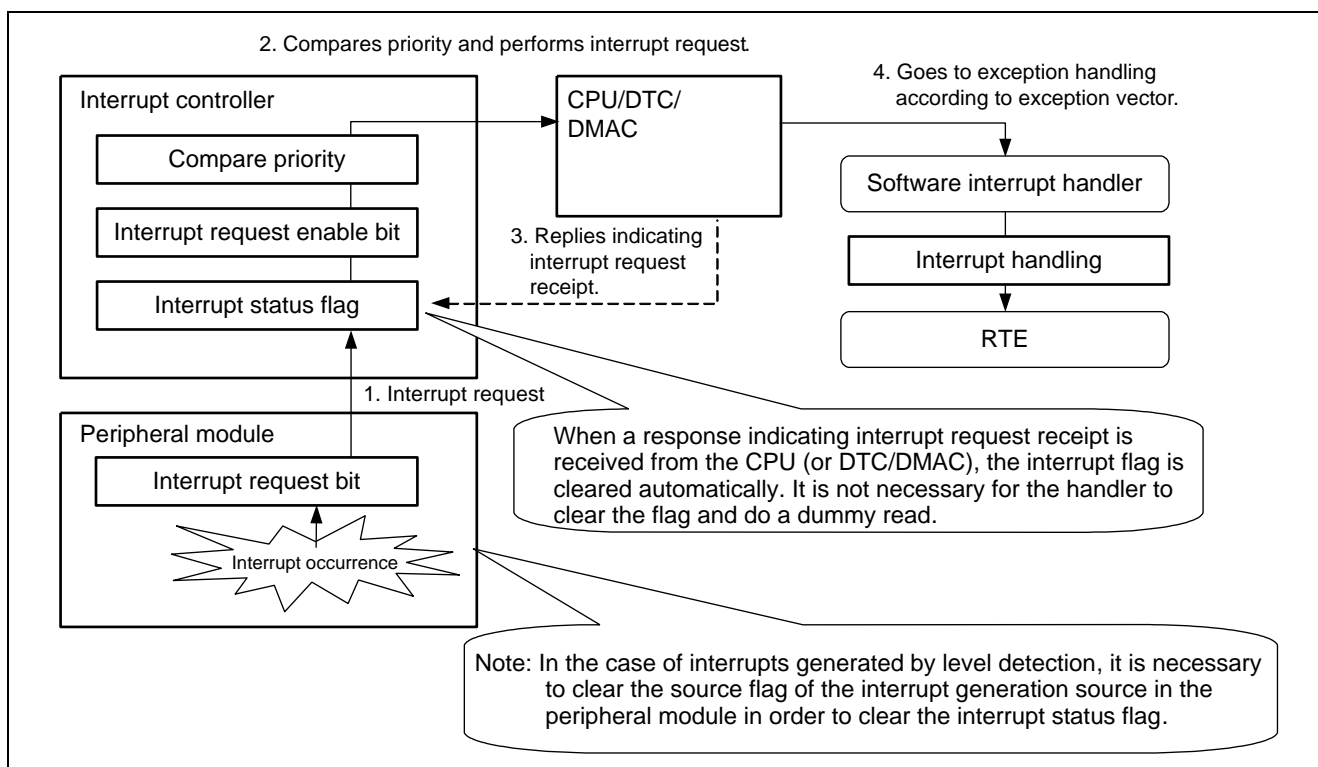 2. Compares priority and performs interrupt request.
Interrupt controller
Compare priority
Interrupt request enable bit
Interrupt status flag
CPU/DTC/
DMAC
3. Replies indicating
interrupt request
receipt.
4. Goes to exception handling
according to exception vector.
Software interrupt handler
Interrupt handling
RTE
1. Interrupt request
Peripheral module
Interrupt request bit
Interrupt occurrence
When a response indicating interrupt request receipt is
received from the CPU (or DTC/DMAC), the interrupt flag is
cleared automatically. It is not necessary for the handler to
clear the flag and do a dummy read.
Note: In the case of interrupts generated by level detection, it is necessary
to clear the source flag of the interrupt generation source in the
peripheral module in order to clear the interrupt status flag.